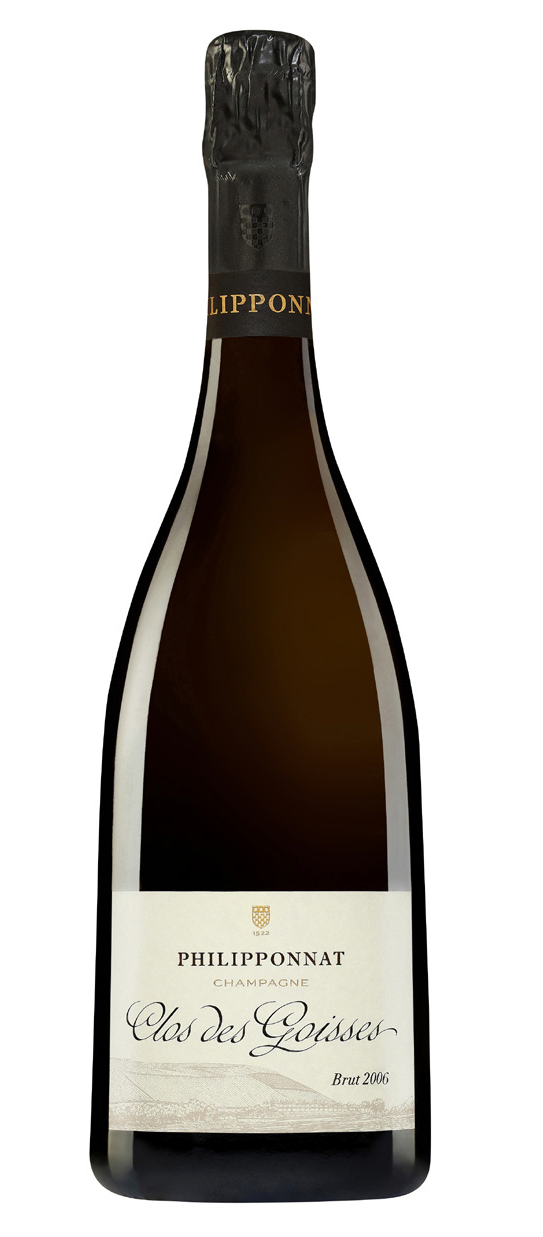 LIPPONN
1522
PHILIPPONNAT
CHAMPAGNE
Clos des Goisses
Brut 2006